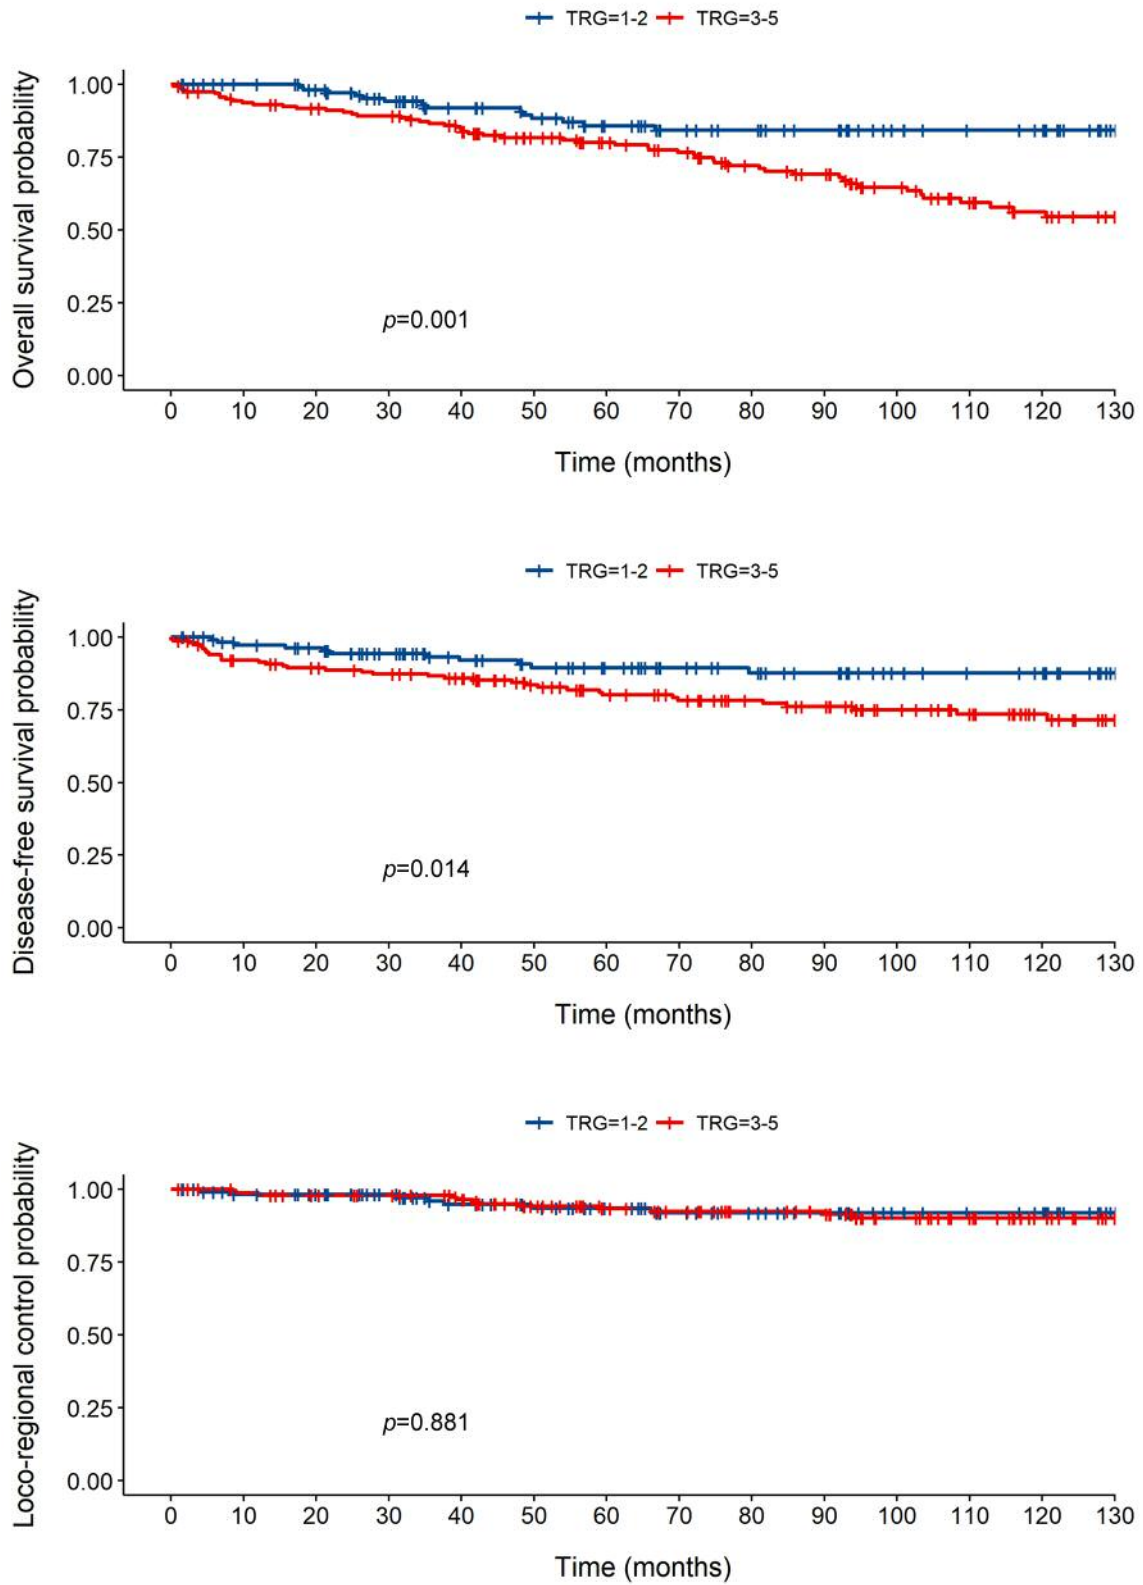 TRG=1-2 TRG=3-5
Overall survival probability
1.00
0.75
0.50
0.25
0.00
p=0.001
0 10 20 30 40 50 60 70 80 90 100 110 120 130
Time (months)
TRG=1-2 TRG=3-5
Disease-free survival probability
1.00
0.75
0.50
0.25
0.00
p=0.014
0 10 20 30 40 50 60 70 80 90 100 110 120 130
Time (months)
TRG=1-2 TRG=3-5
Loco-regional control probability
1.00
0.75
0.50
0.25
0.00
p=0.881
0 10 20 30 40 50 60 70 80 90 100 110 120 130
Time (months)